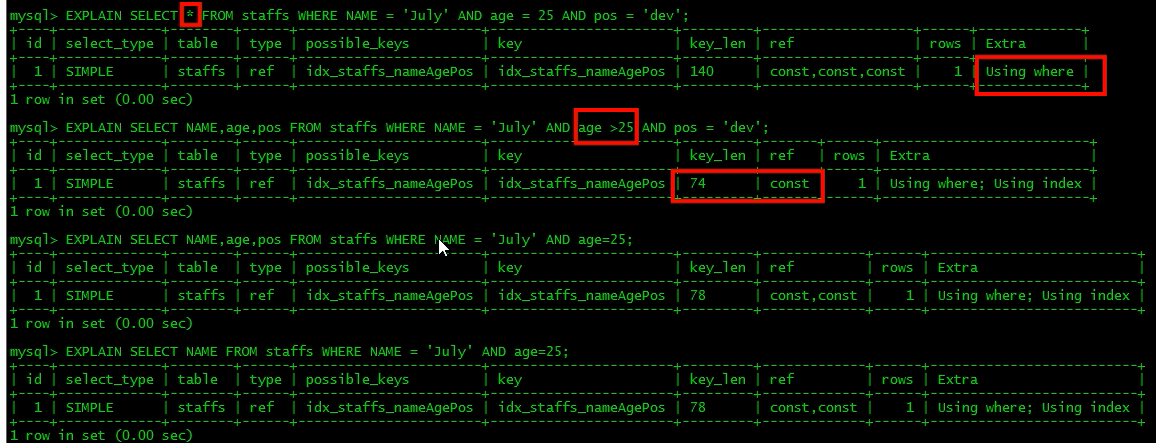 mysql> EXPLAIN SELECT * FROM staffs WHERE NAME = 'July' AND age = 25 AND pos = 'dev';
| id | select_type | table | type | possible_keys | key | key_len | ref | rows | Extra |
| 1 | SIMPLE | staffs | ref | idx_staffs_nameAgePos | idx_staffs_nameAgePos | 140 | const,const,const | 1 | Using where |
1 row in set (0.00 sec)
mysql> EXPLAIN SELECT NAME,age,pos FROM staffs WHERE NAME = 'July' AND age >25 AND pos = 'dev';
| id | select_type | table | type | possible_keys | key | key_len | ref | rows | Extra |
| 1 | SIMPLE | staffs | ref | idx_staffs_nameAgePos | idx_staffs_nameAgePos | 74 | const | 1 | Using where; Using index |
1 row in set (0.00 sec)
mysql> EXPLAIN SELECT NAME,age,pos FROM staffs WHERE NAME = 'July' AND age=25;
| id | select_type | table | type | possible_keys | key | key_len | ref | rows | Extra |
| 1 | SIMPLE | staffs | ref | idx_staffs_nameAgePos | idx_staffs_nameAgePos | 78 | const,const | 1 | Using where; Using index |
1 row in set (0.00 sec)
mysql> EXPLAIN SELECT NAME FROM staffs WHERE NAME = 'July' AND age=25;
| id | select_type | table | type | possible_keys | key | key_len | ref | rows | Extra |
| 1 | SIMPLE | staffs | ref | idx_staffs_nameAgePos | idx_staffs_nameAgePos | 78 | const,const | 1 | Using where; Using index |
1 row in set (0.00 sec)